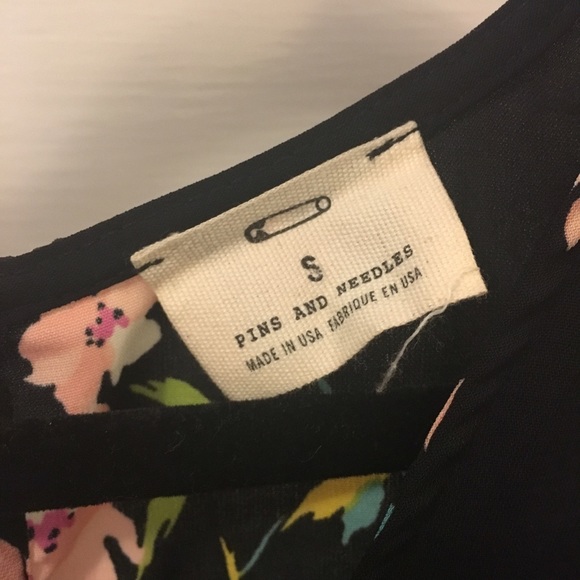 S
PINS AND NEEDLES
MADE IN USA FABRIQUE EN USA